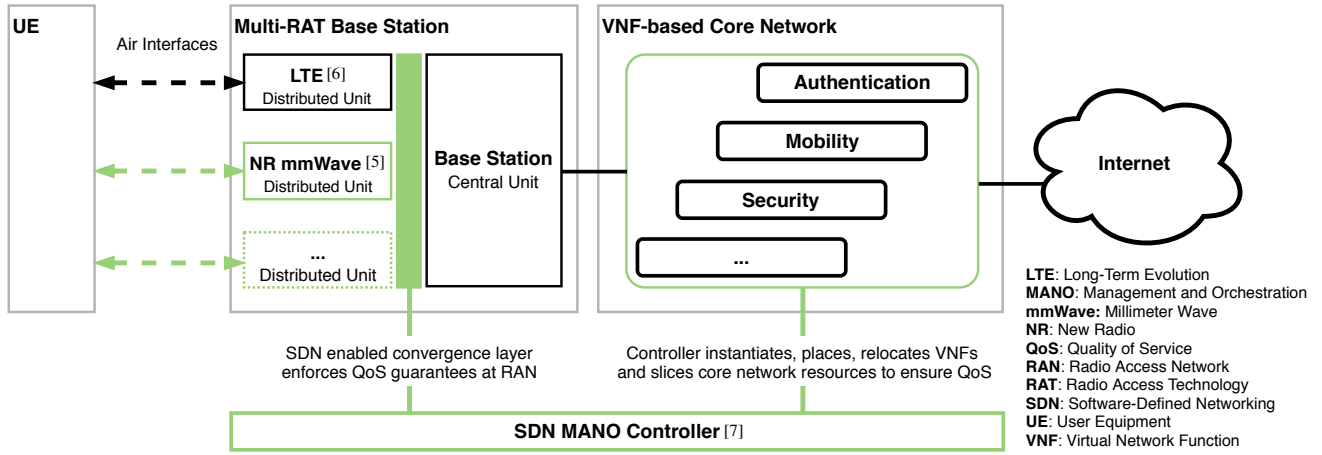 UE
Air Interfaces
Multi-RAT Base Station
LTE [6]
Distributed Unit
NR mmWave [5]
Distributed Unit
...
Distributed Unit
Base Station
Central Unit
VNF-based Core Network
Authentication
Mobility
Security
...
Internet
SDN enabled convergence layer
enforces QoS guarantees at RAN
Controller instantiates, places, relocates VNFs
and slices core network resources to ensure QoS
SDN MANO Controller [7]
LTE: Long-Term Evolution
MANO: Management and Orchestration
mmWave: Millimeter Wave
NR: New Radio
QoS: Quality of Service
RAN: Radio Access Network
RAT: Radio Access Technology
SDN: Software-Defined Networking
UE: User Equipment
VNF: Virtual Network Function